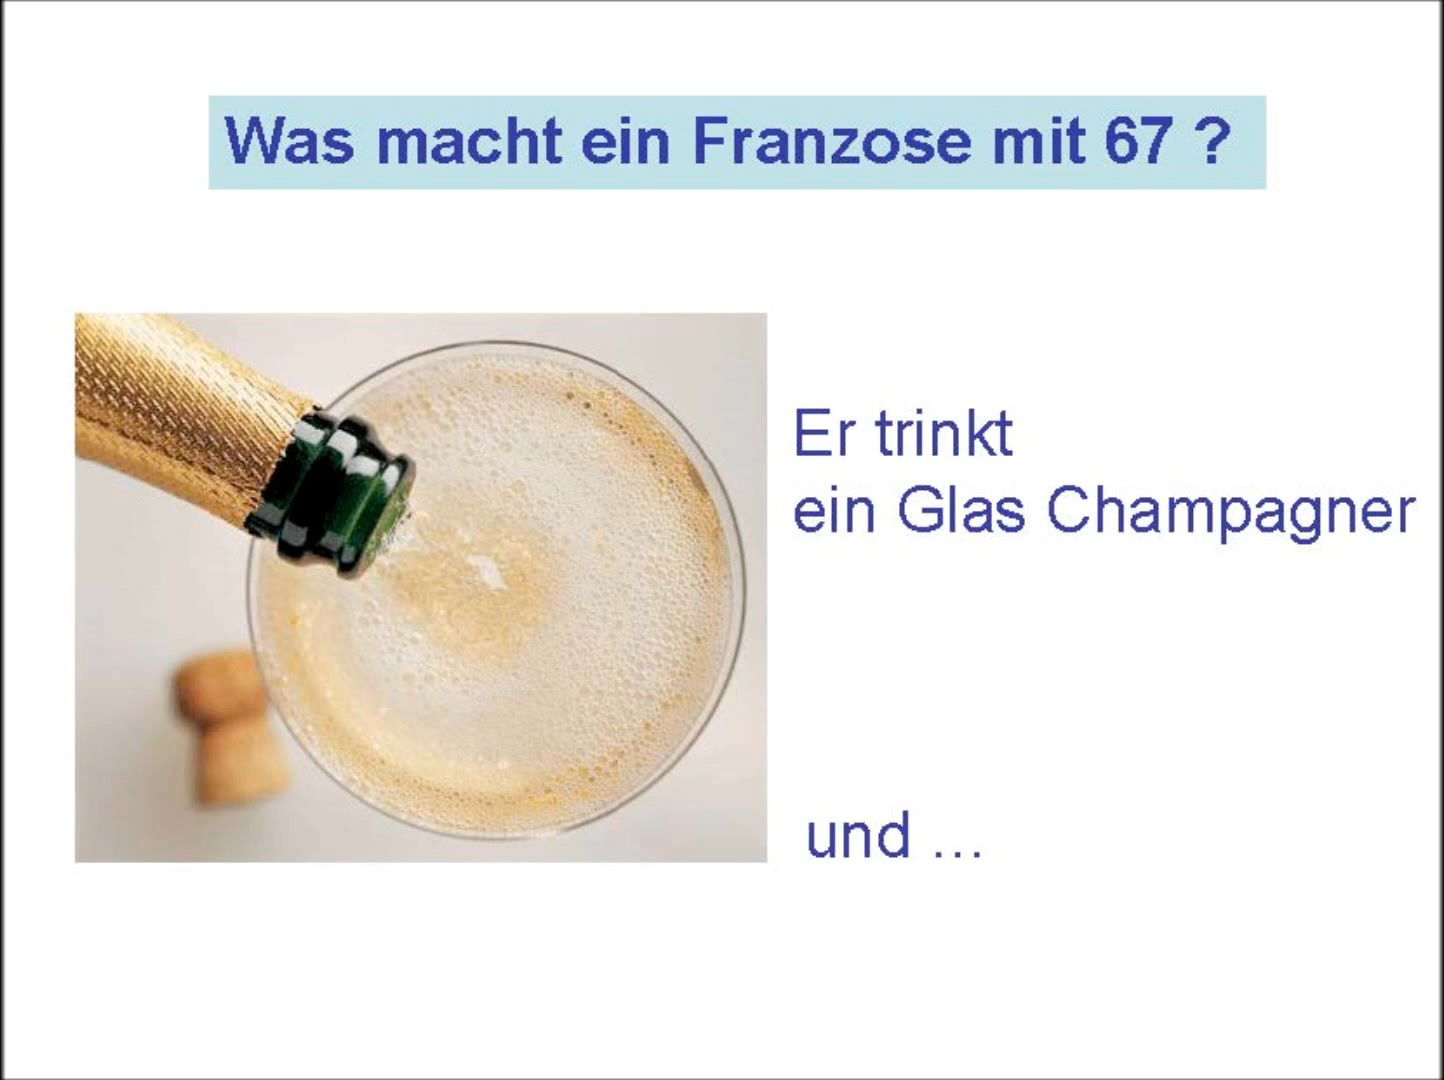 Was macht ein Franzose mit 67 ?
Er trinkt
ein Glas Champagner
und ...